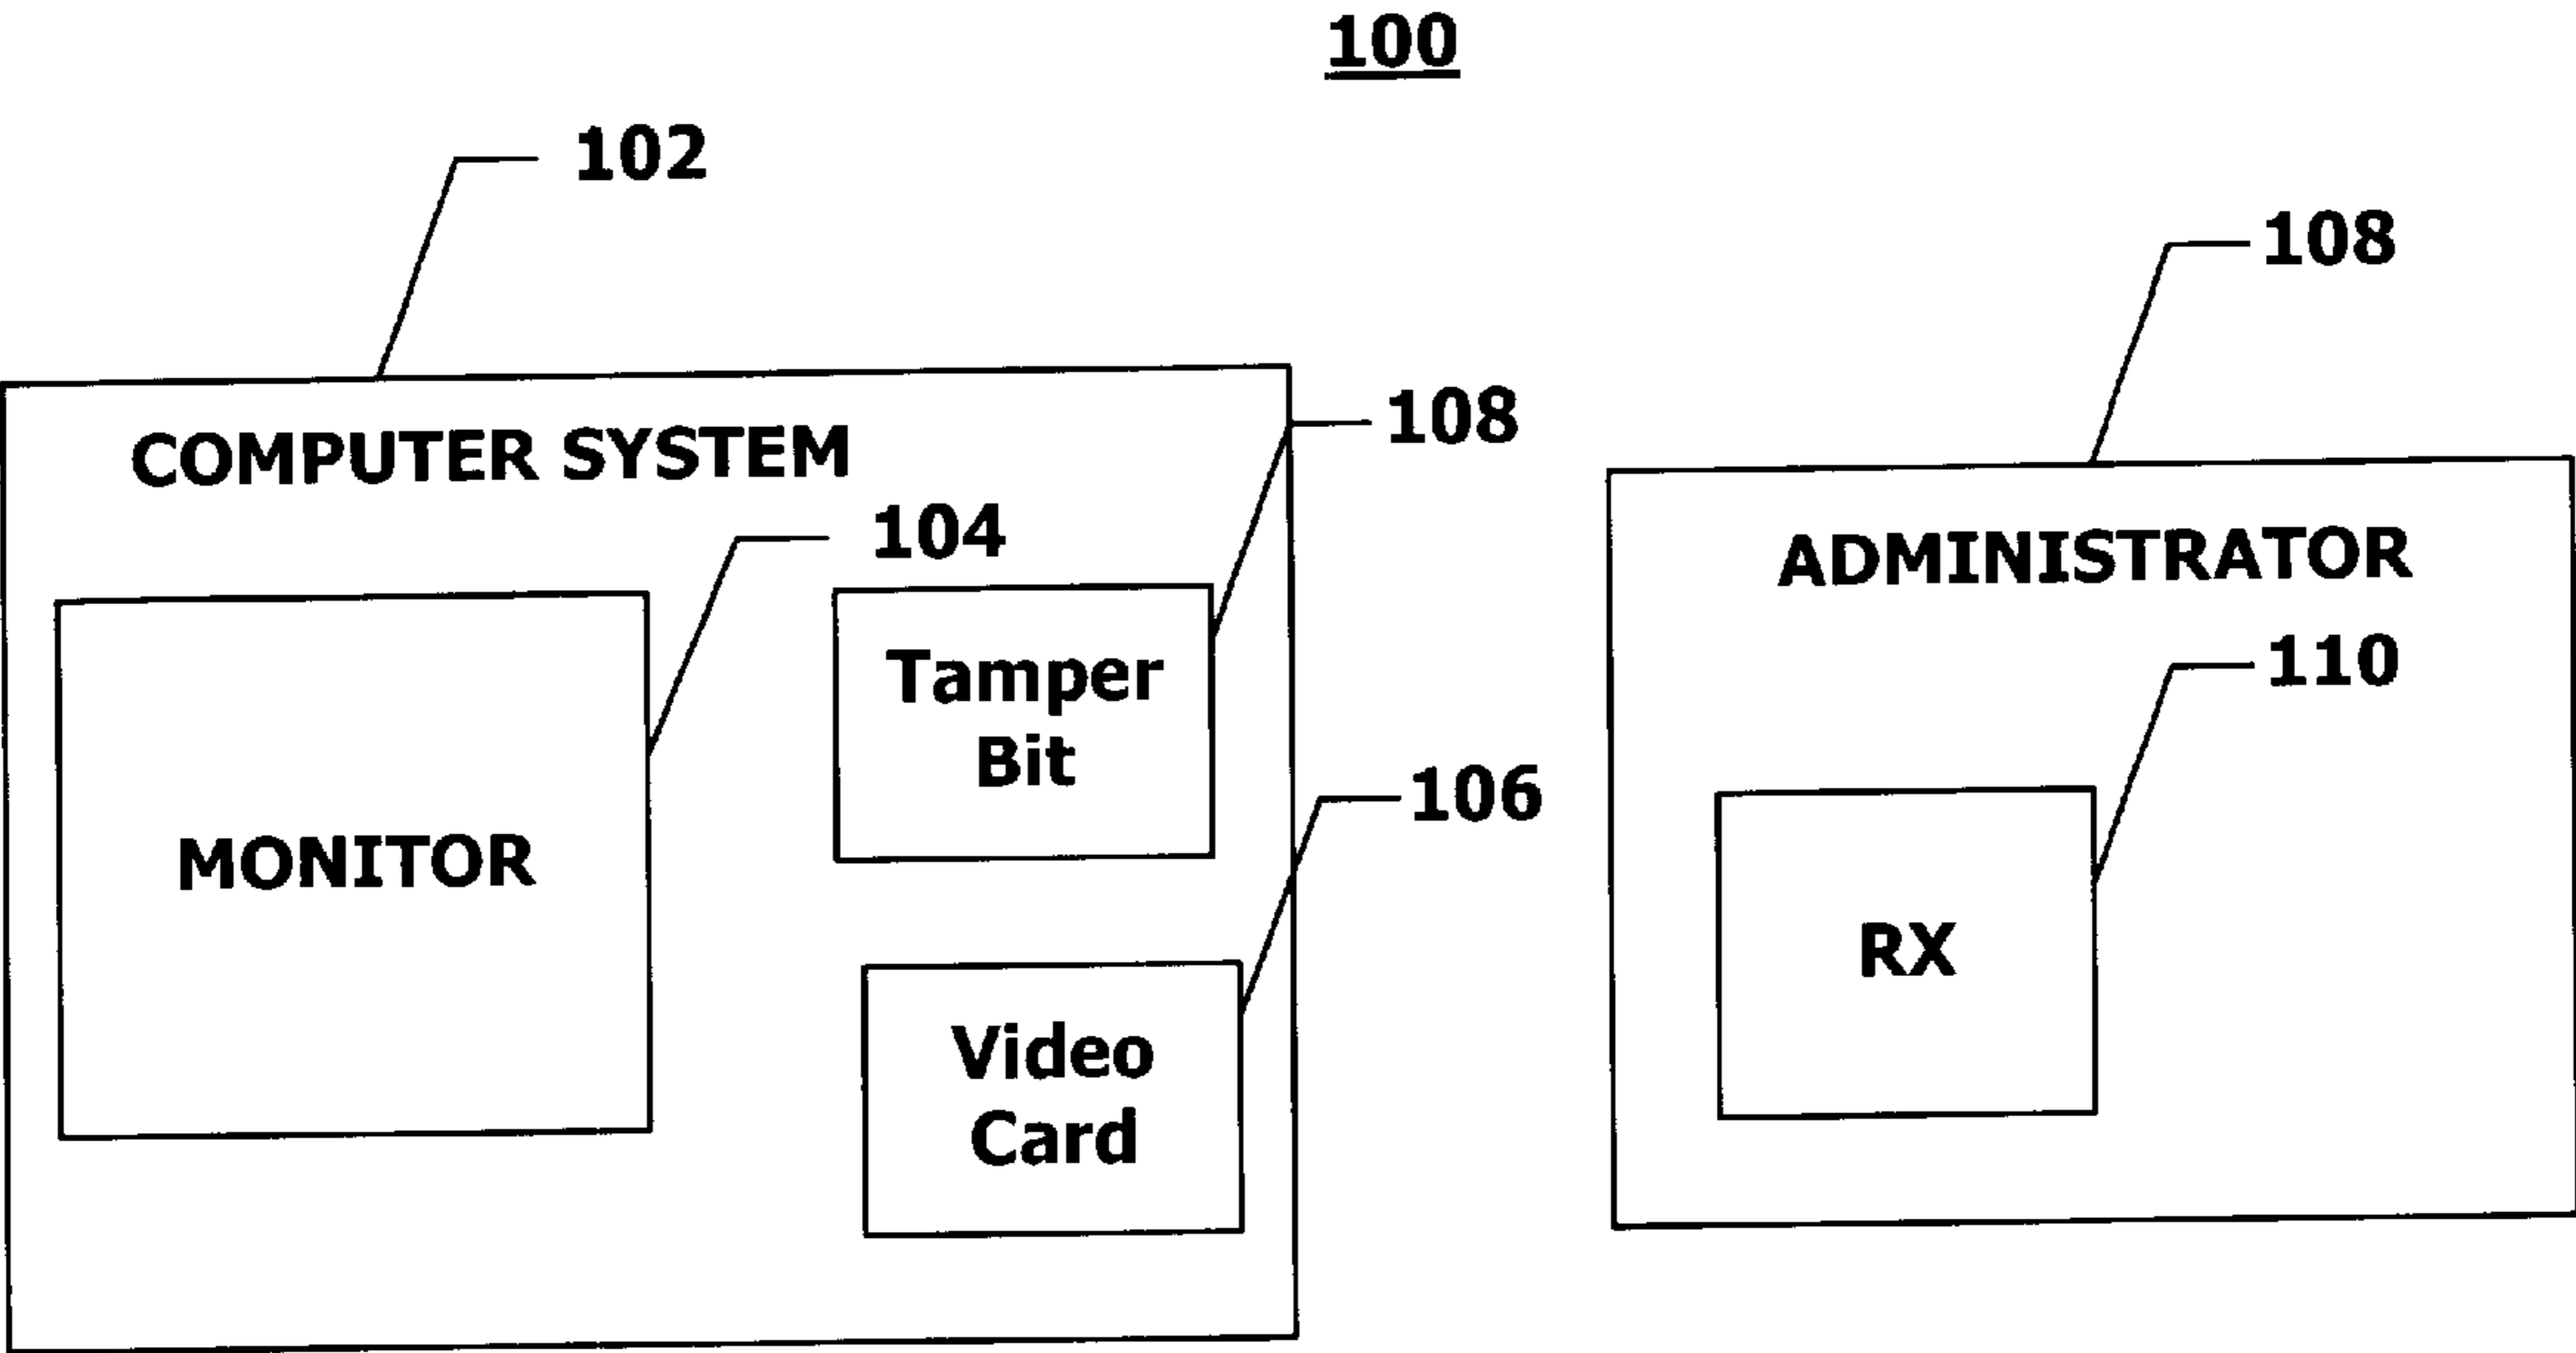 100
102
108
COMPUTER SYSTEM
108
104
ADMINISTRATOR
Tamper
Bit
110
MONITOR
106
RX
Video
Card